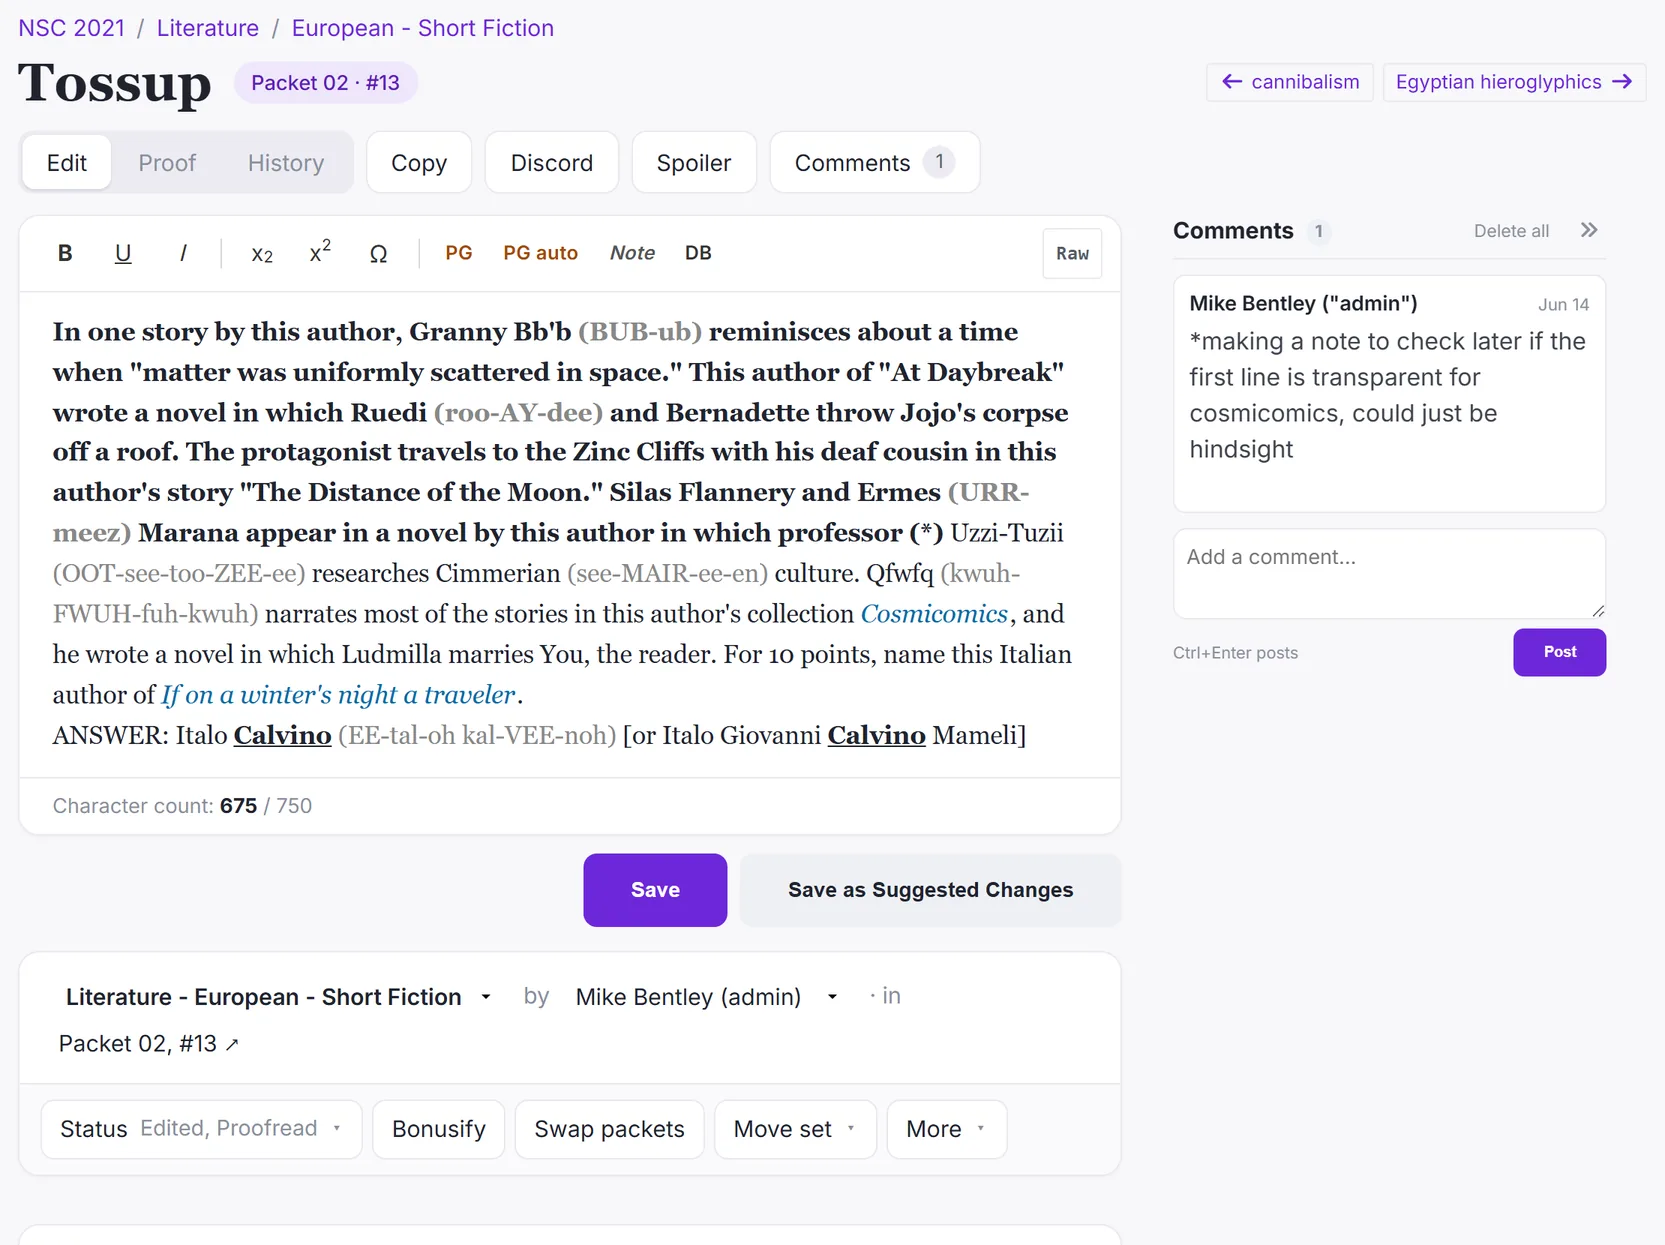 NSC 2021 / Literature / European - Short Fiction
Tossup Packet 02 · #13
← cannibalism Egyptian hieroglyphics →
Edit Proof History Copy Discord Spoiler Comments 1
B U I x2 x2 Ω PG PG auto Note DB Raw
In one story by this author, Granny Bb'b (BUB-ub) reminisces about a time
when "matter was uniformly scattered in space." This author of "At Daybreak"
wrote a novel in which Ruedi (roo-AY-dee) and Bernadette throw Jojo's corpse
off a roof. The protagonist travels to the Zinc Cliffs with his deaf cousin in this
author's story "The Distance of the Moon." Silas Flannery and Ermes (URR-
meez) Marana appear in a novel by this author in which professor (*) Uzzi-Tuzii
(OOT-see-too-ZEE-ee) researches Cimmerian (see-MAIR-ee-en) culture. Qfwfq (kwuh-
FWUH-fuh-kwuh) narrates most of the stories in this author's collection Cosmicomics, and
he wrote a novel in which Ludmilla marries You, the reader. For 10 points, name this Italian
author of If on a winter's night a traveler.
ANSWER: Italo Calvino (EE-tal-oh kal-VEE-noh) [or Italo Giovanni Calvino Mameli]
Character count: 675 / 750
Save Save as Suggested Changes
Literature - European - Short Fiction by Mike Bentley (admin) · in
Packet 02, #13 ↗
Status Edited, Proofread Bonusify Swap packets Move set More
Comments 1 Delete all »
Mike Bentley ("admin") Jun 14
*making a note to check later if the
first line is transparent for
cosmicomics, could just be
hindsight
Add a comment...
Ctrl+Enter posts Post